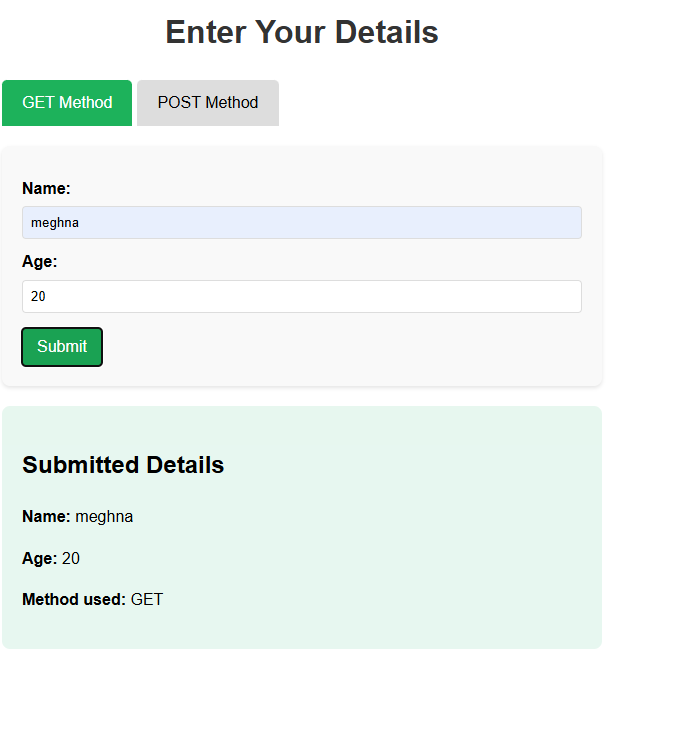 Enter Your Details
GET Method POST Method
Name:
meghna
Age:
20
Submit
Submitted Details
Name: meghna
Age: 20
Method used: GET